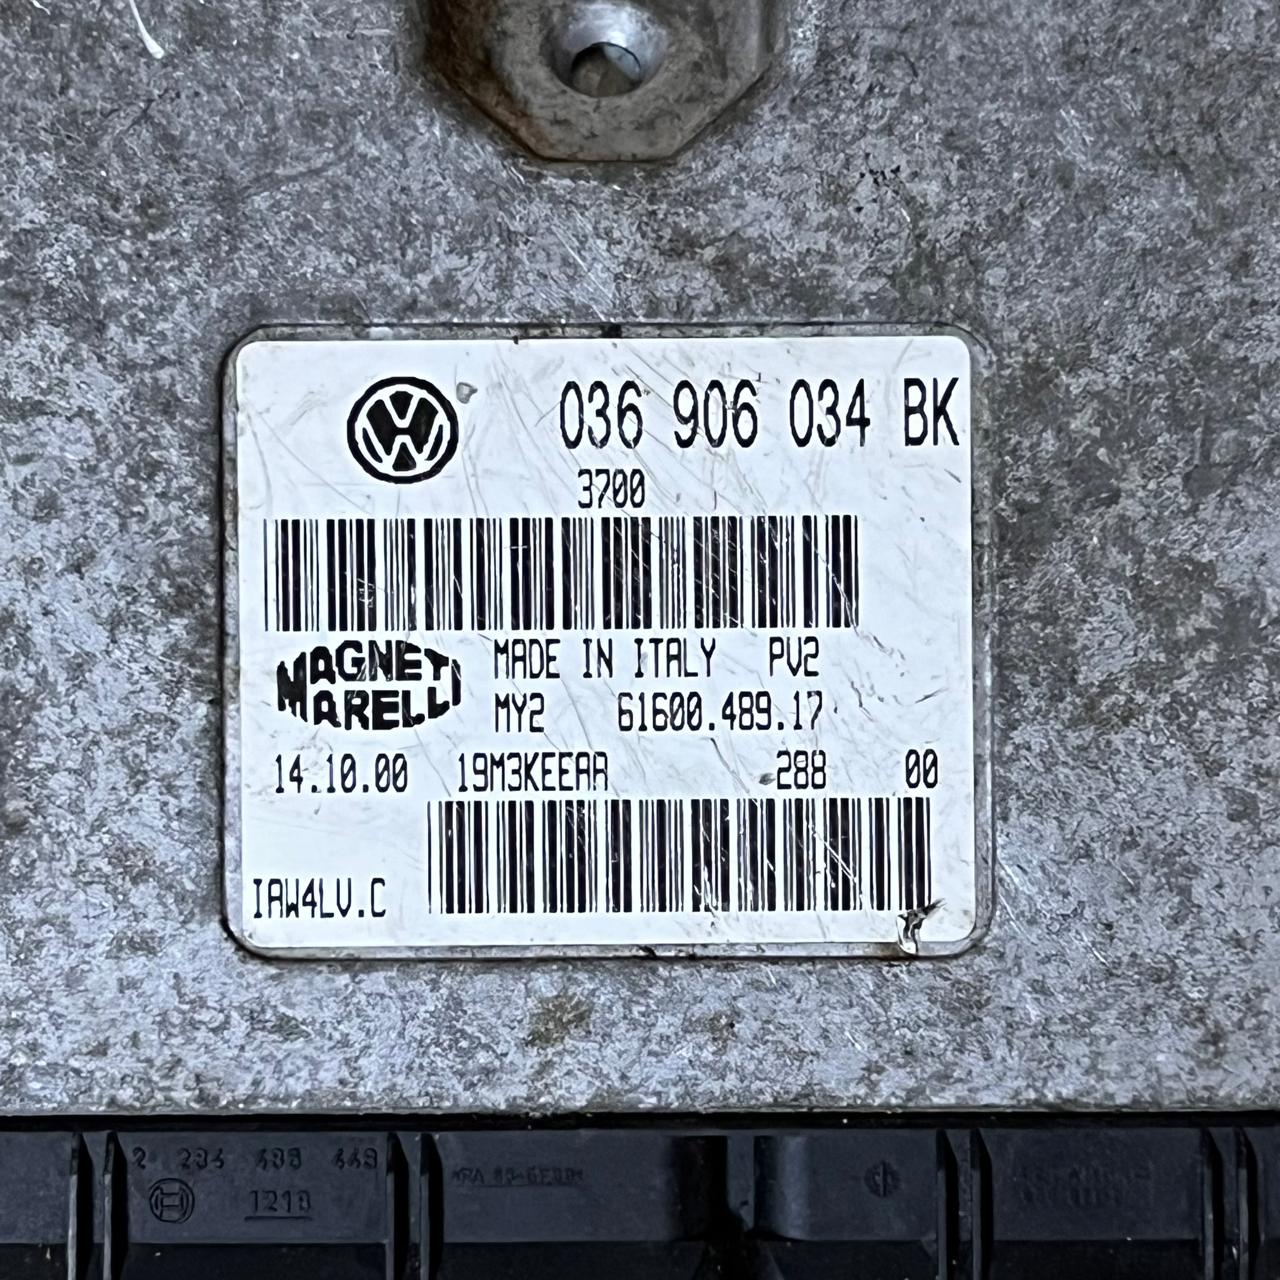 036 906 034 BK
3700
MAGNETI MARELLI
MADE IN ITALY PV2
MY2 61600.489.17
14.10.00 19M3KEEAA 288 00
IAW4LV.C
1218